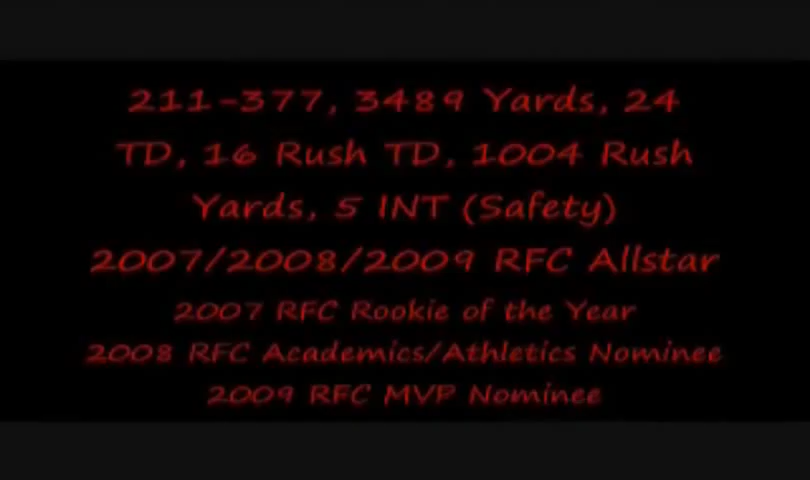 211-377, 3489 Yards, 24
TD, 16 Rush TD, 1004 Rush
Yards, 5 INT (Safety)
2007/2008/2009 RFC Allstar
2007 RFC Rookie of the Year
2008 RFC Academics/Athletics Nominee
2009 RFC MVP Nominee